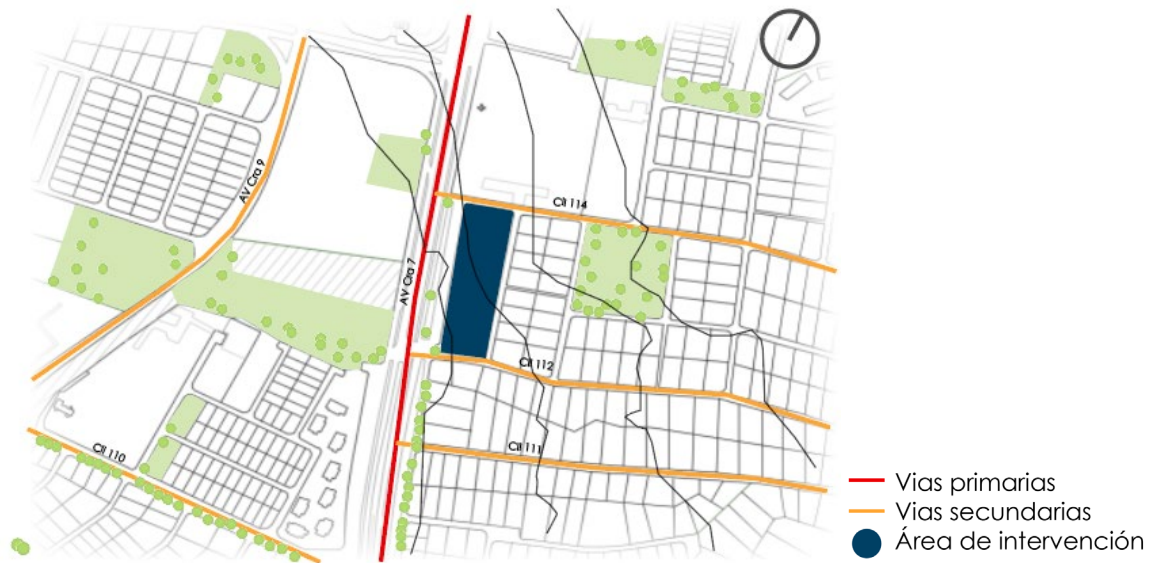 AV Cra 9
Cll 114
AV Cra 7
Cll 112
Cll 111
Cll 110
Vias primarias
Vias secundarias
Área de intervención